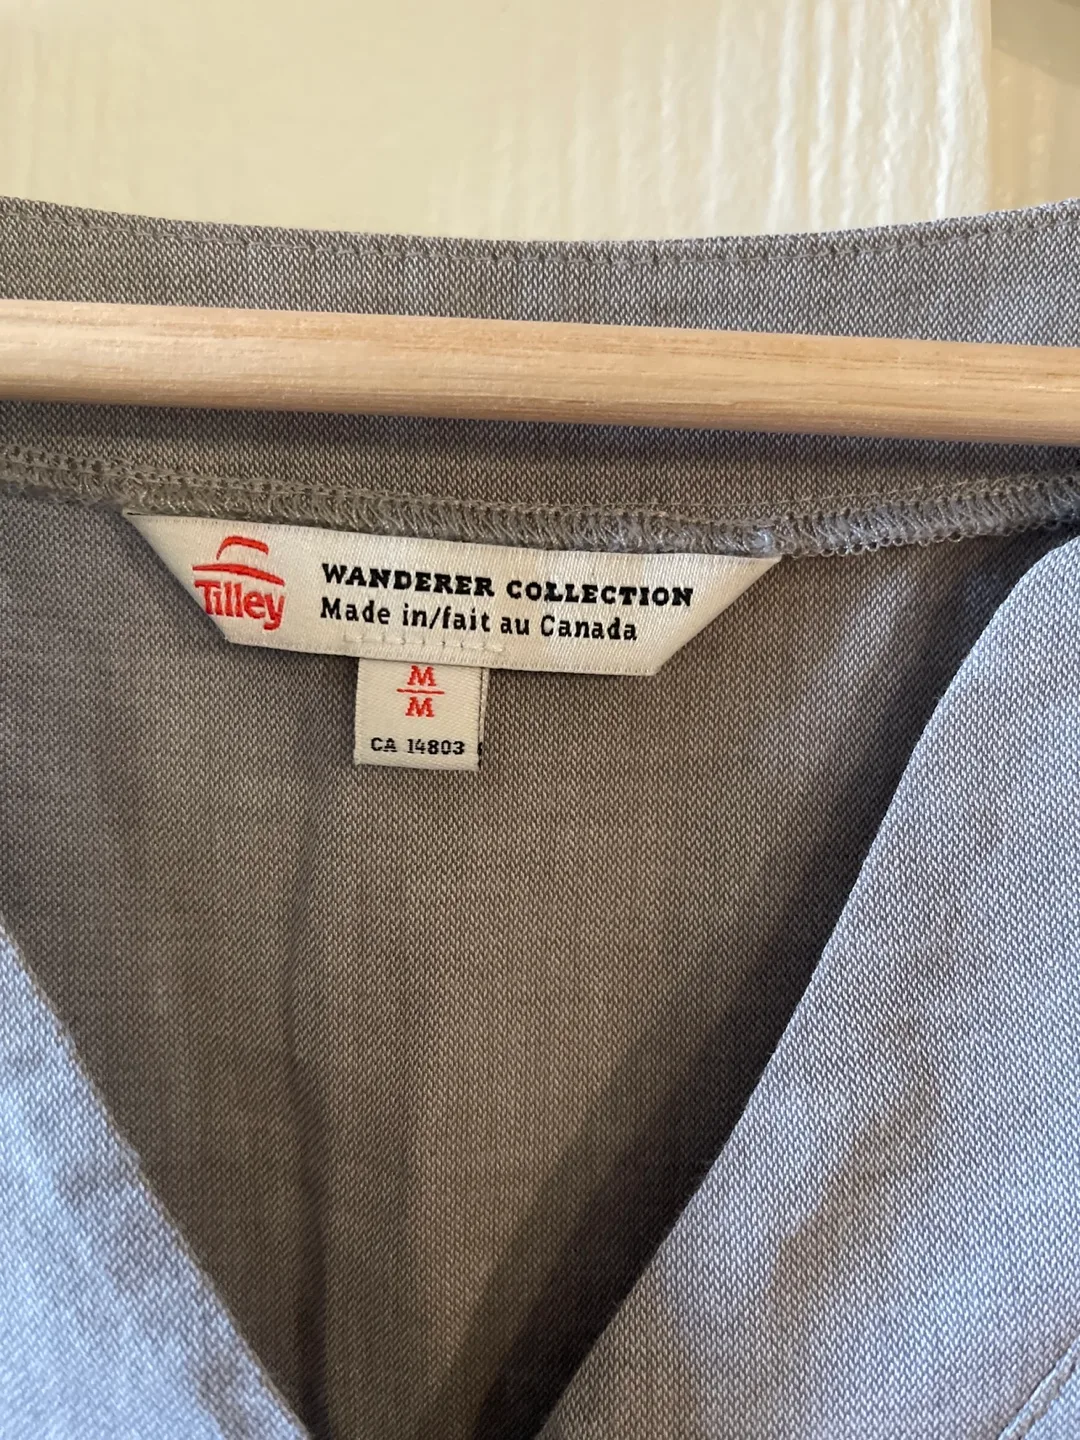 Tilley
WANDERER COLLECTION
Made in/fait au Canada
M
M
CA 14803